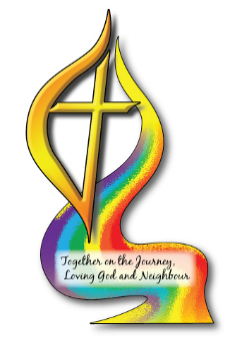 Together on the Journey,
Loving God and Neighbour